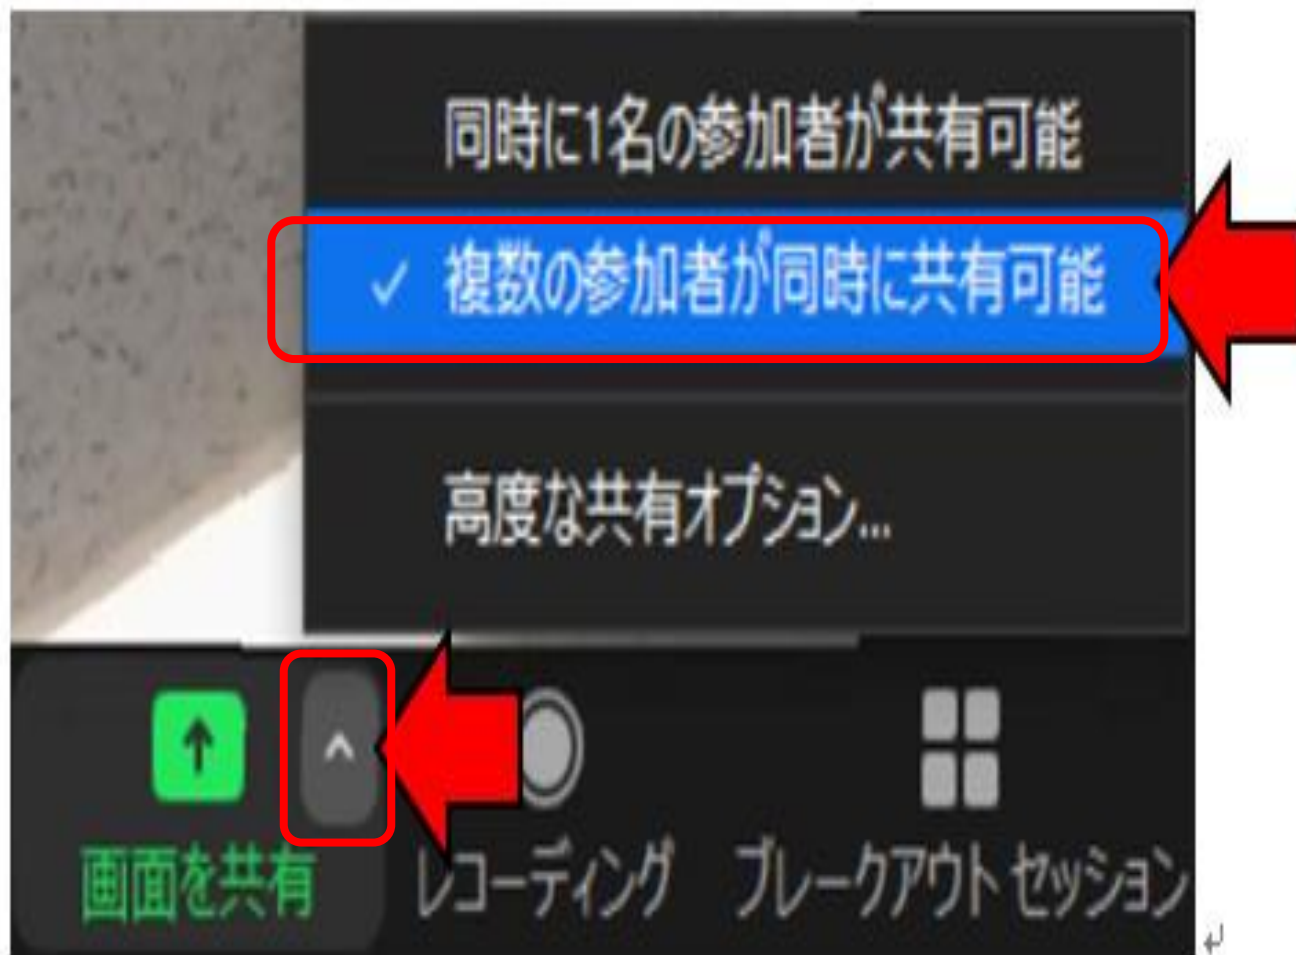 同時に1名の参加者が共有可能
✓ 複数の参加者が同時に共有可能
高度な共有オプション...
画面を共有
レコーディング
ブレークアウト セッション